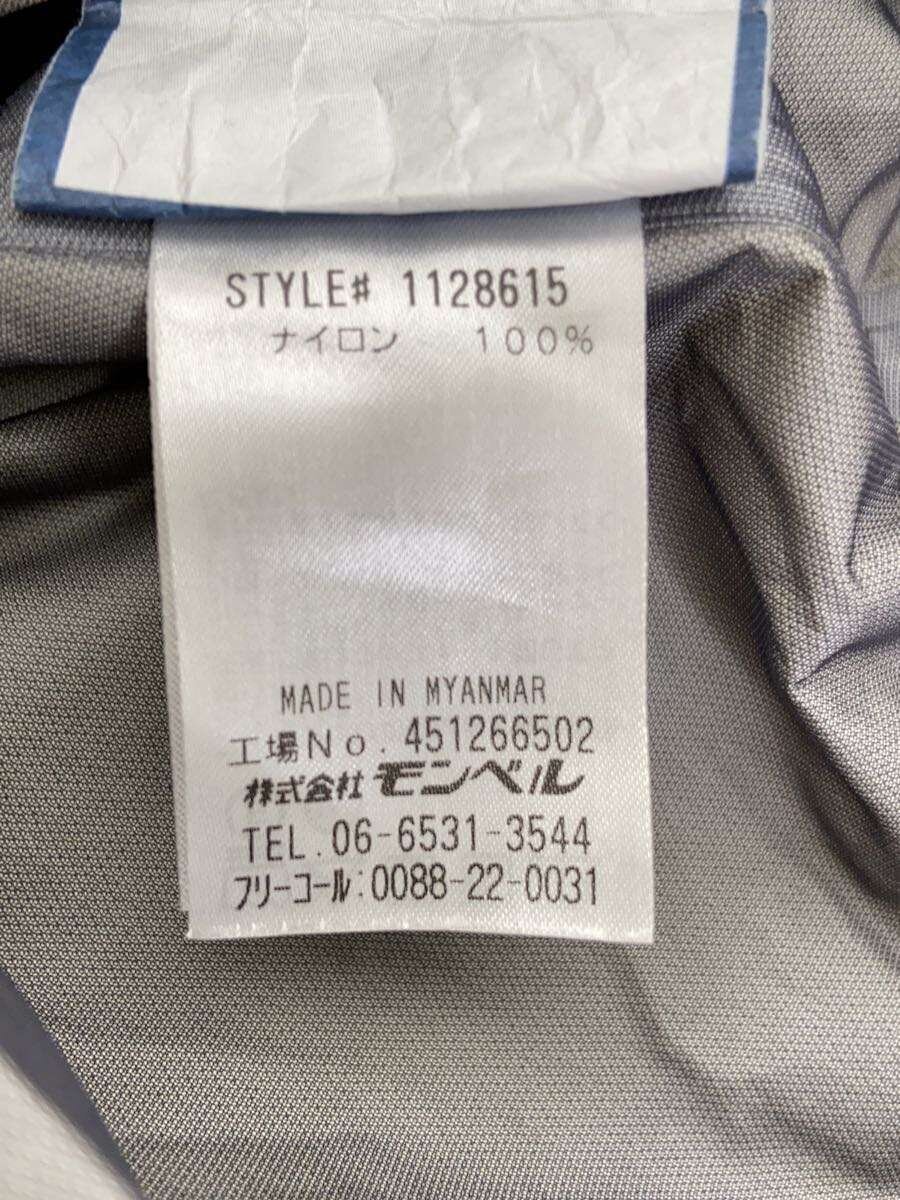 STYLE# 1128615
ナイロン 100%
MADE IN MYANMAR
工場No. 451266502
株式会社 モンベル
TEL. 06-6531-3544
フリーコール:0088-22-0031